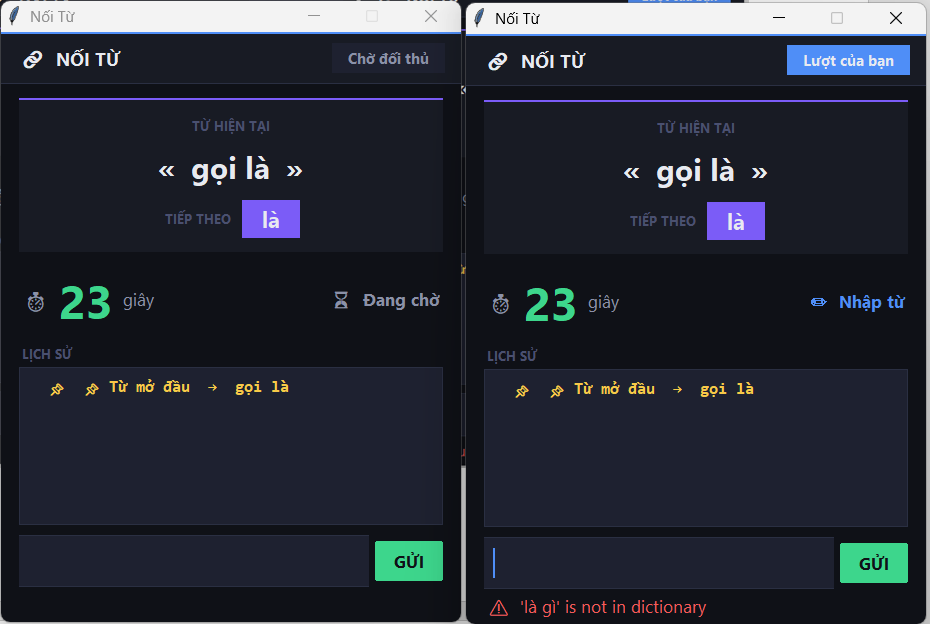 Nối Từ
NỐI TỪ
Chờ đối thủ
TỪ HIỆN TẠI
« gọi là »
TIẾP THEO là
23 giây
Đang chờ
LỊCH SỬ
Từ mở đầu → gọi là
GỬI
Nối Từ
NỐI TỪ
Lượt của bạn
TỪ HIỆN TẠI
« gọi là »
TIẾP THEO là
23 giây
Nhập từ
LỊCH SỬ
Từ mở đầu → gọi là
GỬI
'là gì' is not in dictionary